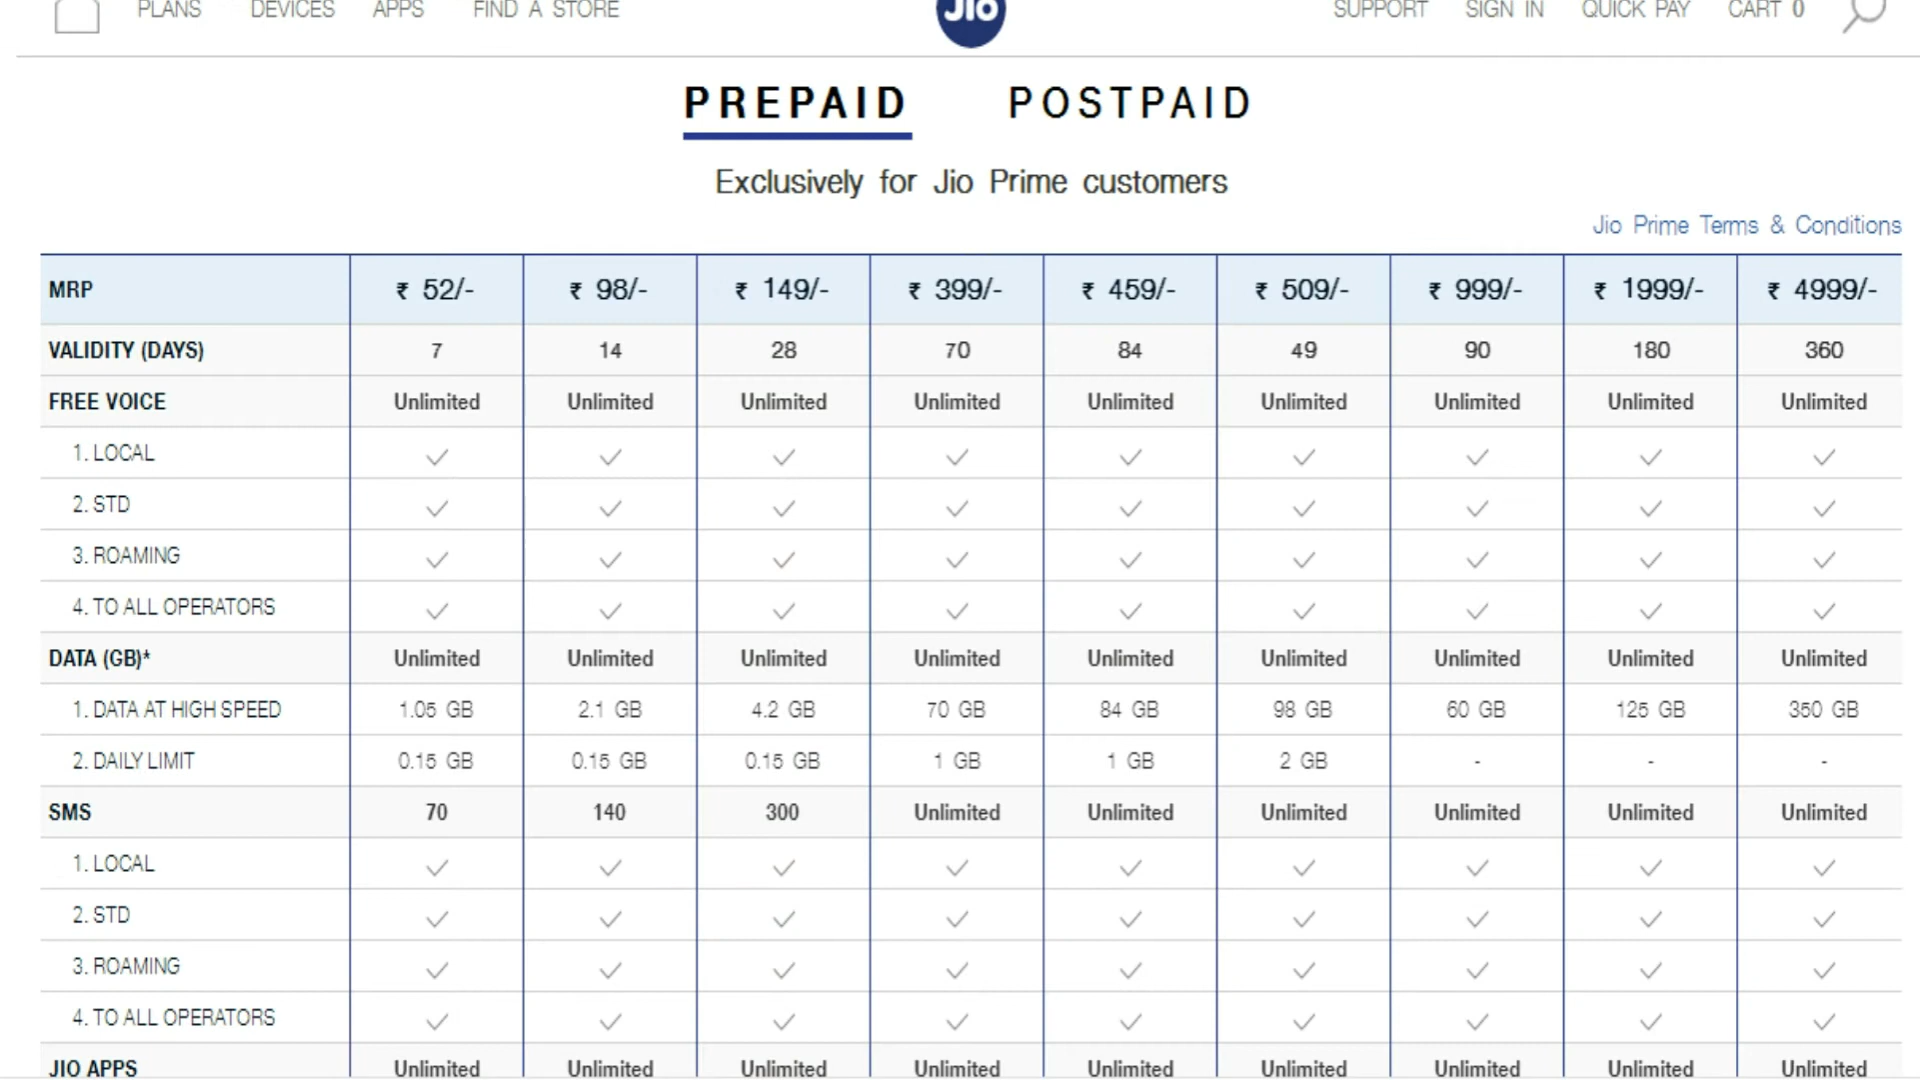 PLANS DEVICES APPS FIND A STORE Jio SUPPORT SIGN IN QUICK PAY CART 0
PREPAID POSTPAID
Exclusively for Jio Prime customers
Jio Prime Terms & Conditions
MRP ₹ 52/- ₹ 98/- ₹ 149/- ₹ 399/- ₹ 459/- ₹ 509/- ₹ 999/- ₹ 1999/- ₹ 4999/-
VALIDITY (DAYS) 7 14 28 70 84 49 90 180 360
FREE VOICE Unlimited Unlimited Unlimited Unlimited Unlimited Unlimited Unlimited Unlimited Unlimited
1. LOCAL
2. STD
3. ROAMING
4. TO ALL OPERATORS
DATA (GB)* Unlimited Unlimited Unlimited Unlimited Unlimited Unlimited Unlimited Unlimited Unlimited
1. DATA AT HIGH SPEED 1.05 GB 2.1 GB 4.2 GB 70 GB 84 GB 98 GB 60 GB 125 GB 350 GB
2. DAILY LIMIT 0.15 GB 0.15 GB 0.15 GB 1 GB 1 GB 2 GB - - -
SMS 70 140 300 Unlimited Unlimited Unlimited Unlimited Unlimited Unlimited
1. LOCAL
2. STD
3. ROAMING
4. TO ALL OPERATORS
JIO APPS Unlimited Unlimited Unlimited Unlimited Unlimited Unlimited Unlimited Unlimited Unlimited